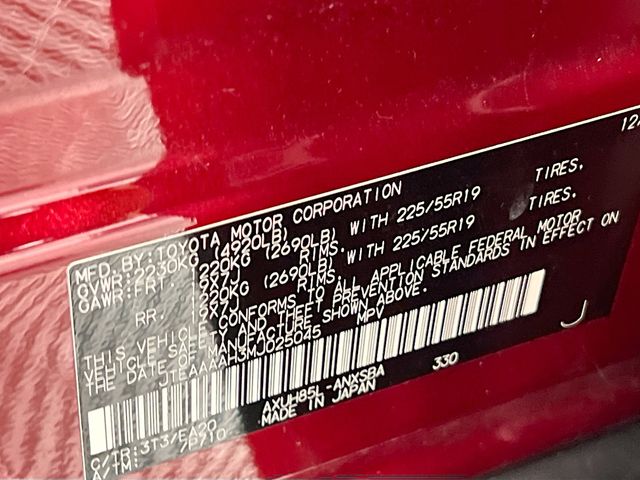 12/
MFD. BY: TOYOTA MOTOR CORPORATION
GVWR: 2230KG (4920LB)
GAWR: FRT. 1220KG (2690LB) WITH 225/55R19 TIRES,
19X7J RIMS,
RR. 1220KG (2690LB) WITH 225/55R19 TIRES,
19X7J RIMS,
THIS VEHICLE CONFORMS TO ALL APPLICABLE FEDERAL MOTOR
VEHICLE SAFETY AND THEFT PREVENTION STANDARDS IN EFFECT ON
THE DATE OF MANUFACTURE SHOWN ABOVE.
JTEAAAAH3MJ025045 MPV
J
AXUH85L-ANXSBA 330
C/TR: 3T3/EA20 MADE IN JAPAN
A/TM: